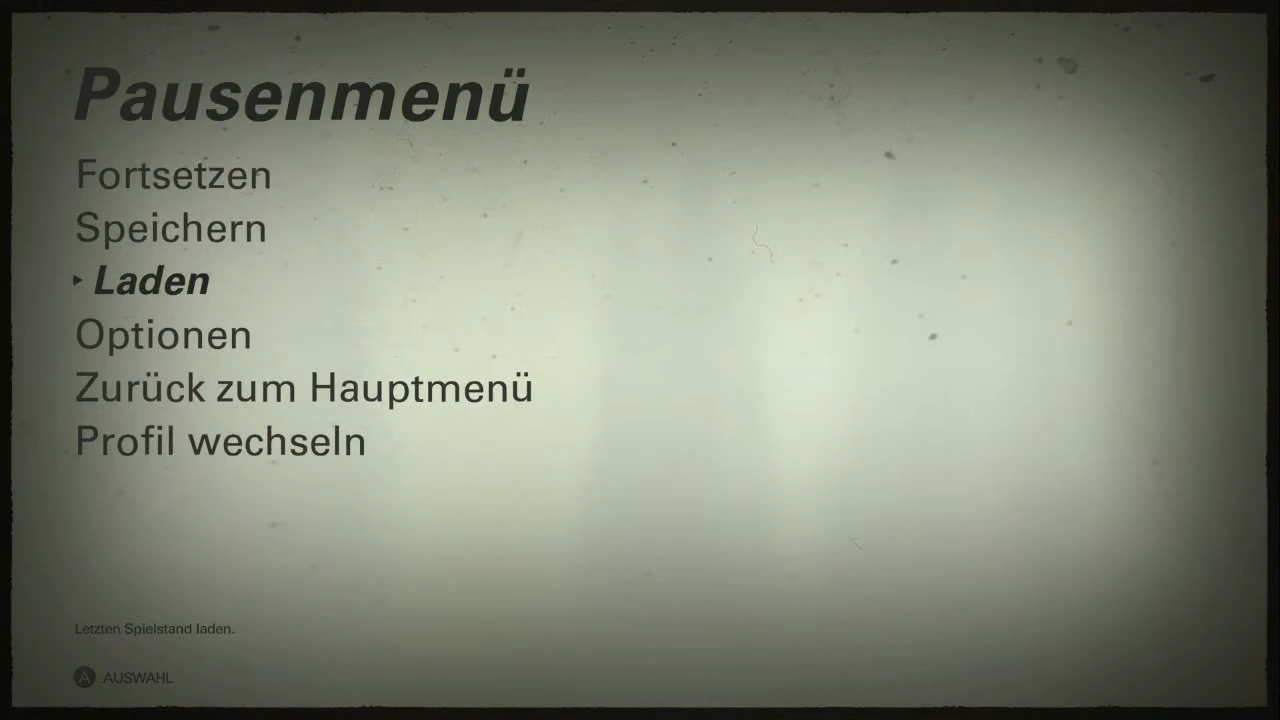 Pausenmenü
Fortsetzen
Speichern
Laden
Optionen
Zurück zum Hauptmenü
Profil wechseln
Letzten Spielstand laden.
A AUSWAHL